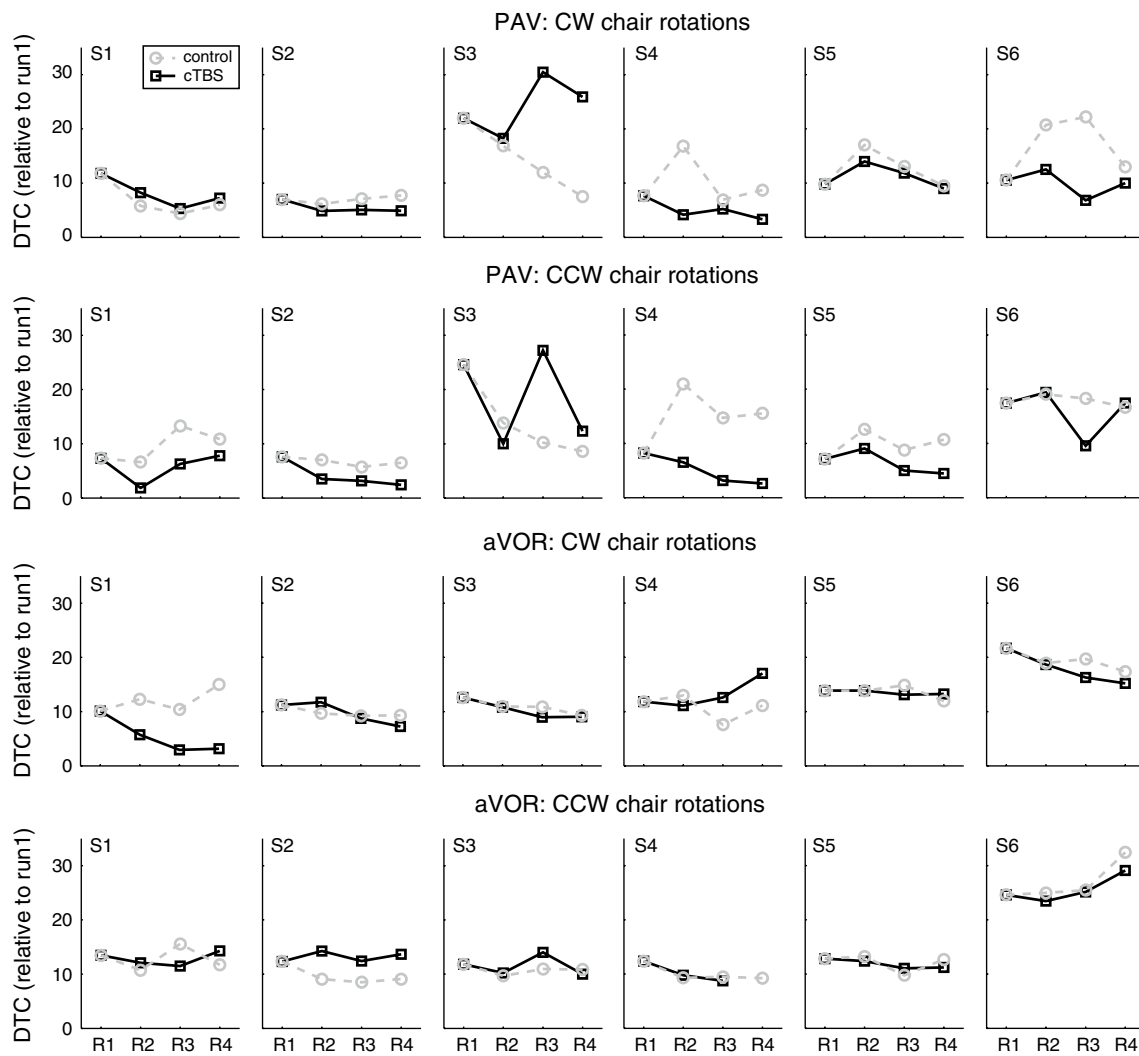 PAV: CW chair rotations
DTC (relative to run1)
30
20
10
0
S1
control
cTBS
S2
S3
S4
S5
S6
PAV: CCW chair rotations
DTC (relative to run1)
30
20
10
0
S1
S2
S3
S4
S5
S6
aVOR: CW chair rotations
DTC (relative to run1)
30
20
10
0
S1
S2
S3
S4
S5
S6
aVOR: CCW chair rotations
DTC (relative to run1)
30
20
10
0
S1
S2
S3
S4
S5
S6
R1 R2 R3 R4 R1 R2 R3 R4 R1 R2 R3 R4 R1 R2 R3 R4 R1 R2 R3 R4 R1 R2 R3 R4